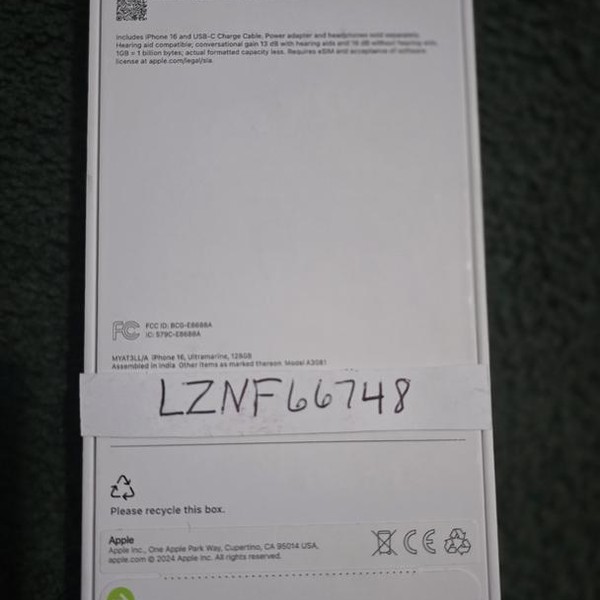 Includes iPhone 16 and USB-C Charge Cable. Power adapter and headphones sold separately.
Hearing aid compatible; conversational gain 13 dB with hearing aids and 16 dB without hearing aids.
1GB = 1 billion bytes; actual formatted capacity less. Requires eSIM and acceptance of software
license at apple.com/legal/sla.
FC
FCC ID: BCG-E8688A
IC: 579C-E8688A
MYAT3LL/A iPhone 16, Ultramarine, 128GB
Assembled in India Other items as marked thereon Model A3081
LZNF66748
Please recycle this box.
Apple
Apple Inc., One Apple Park Way, Cupertino, CA 95014 USA.
apple.com © 2024 Apple Inc. All rights reserved.
CE